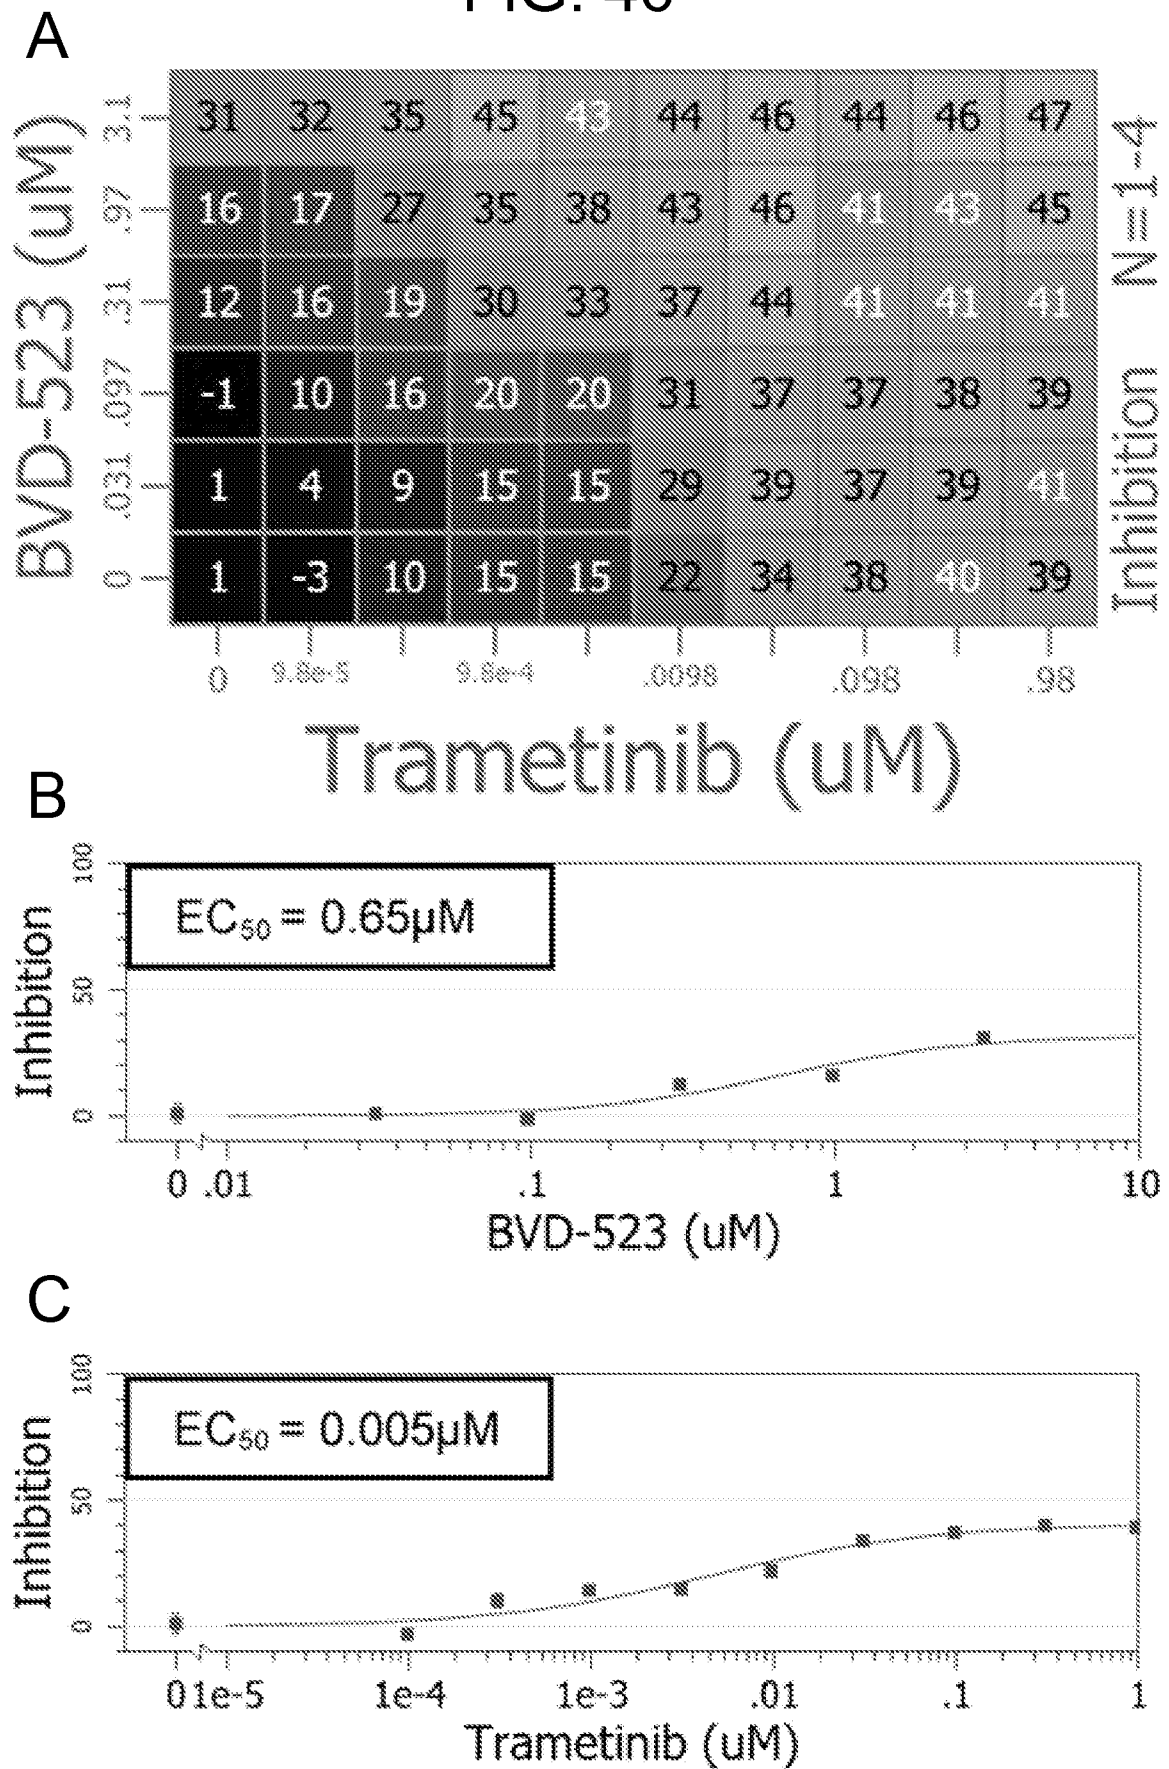 A
BVD-523 (uM)
3.1
31 32 35 45 43 44 46 44 46 47
.97
16 17 27 35 38 43 46 41 43 45
.31
12 16 19 30 33 37 44 41 41 41
.097
-1 10 16 20 20 31 37 37 38 39
.031
1 4 9 15 15 29 39 37 39 41
0
1 -3 10 15 15 22 34 38 40 39
Inhibition N=1-4
0 9.8e-5 9.8e-4 .0098 .098 .98
Trametinib (uM)
B
EC50 = 0.65μM
Inhibition
100
50
0
0 .01 .1 1 10
BVD-523 (uM)
C
EC50 = 0.005μM
Inhibition
100
50
0
0 1e-5 1e-4 1e-3 .01 .1 1
Trametinib (uM)